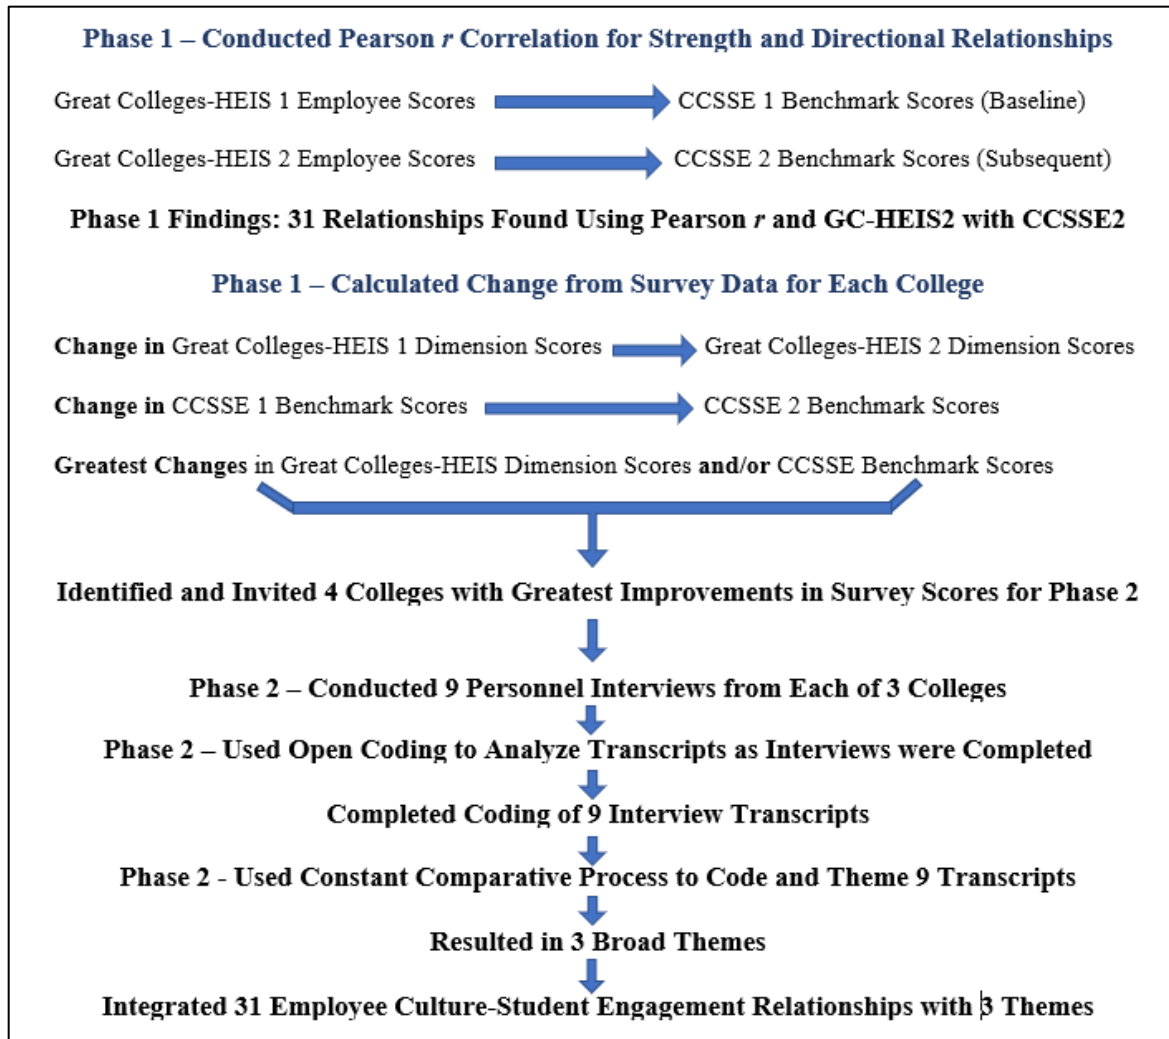 Phase 1 – Conducted Pearson r Correlation for Strength and Directional Relationships
Great Colleges-HEIS 1 Employee Scores CCSSE 1 Benchmark Scores (Baseline)
Great Colleges-HEIS 2 Employee Scores CCSSE 2 Benchmark Scores (Subsequent)
Phase 1 Findings: 31 Relationships Found Using Pearson r and GC-HEIS2 with CCSSE2
Phase 1 – Calculated Change from Survey Data for Each College
Change in Great Colleges-HEIS 1 Dimension Scores Great Colleges-HEIS 2 Dimension Scores
Change in CCSSE 1 Benchmark Scores CCSSE 2 Benchmark Scores
Greatest Changes in Great Colleges-HEIS Dimension Scores and/or CCSSE Benchmark Scores
Identified and Invited 4 Colleges with Greatest Improvements in Survey Scores for Phase 2
Phase 2 – Conducted 9 Personnel Interviews from Each of 3 Colleges
Phase 2 – Used Open Coding to Analyze Transcripts as Interviews were Completed
Completed Coding of 9 Interview Transcripts
Phase 2 - Used Constant Comparative Process to Code and Theme 9 Transcripts
Resulted in 3 Broad Themes
Integrated 31 Employee Culture-Student Engagement Relationships with 3 Themes